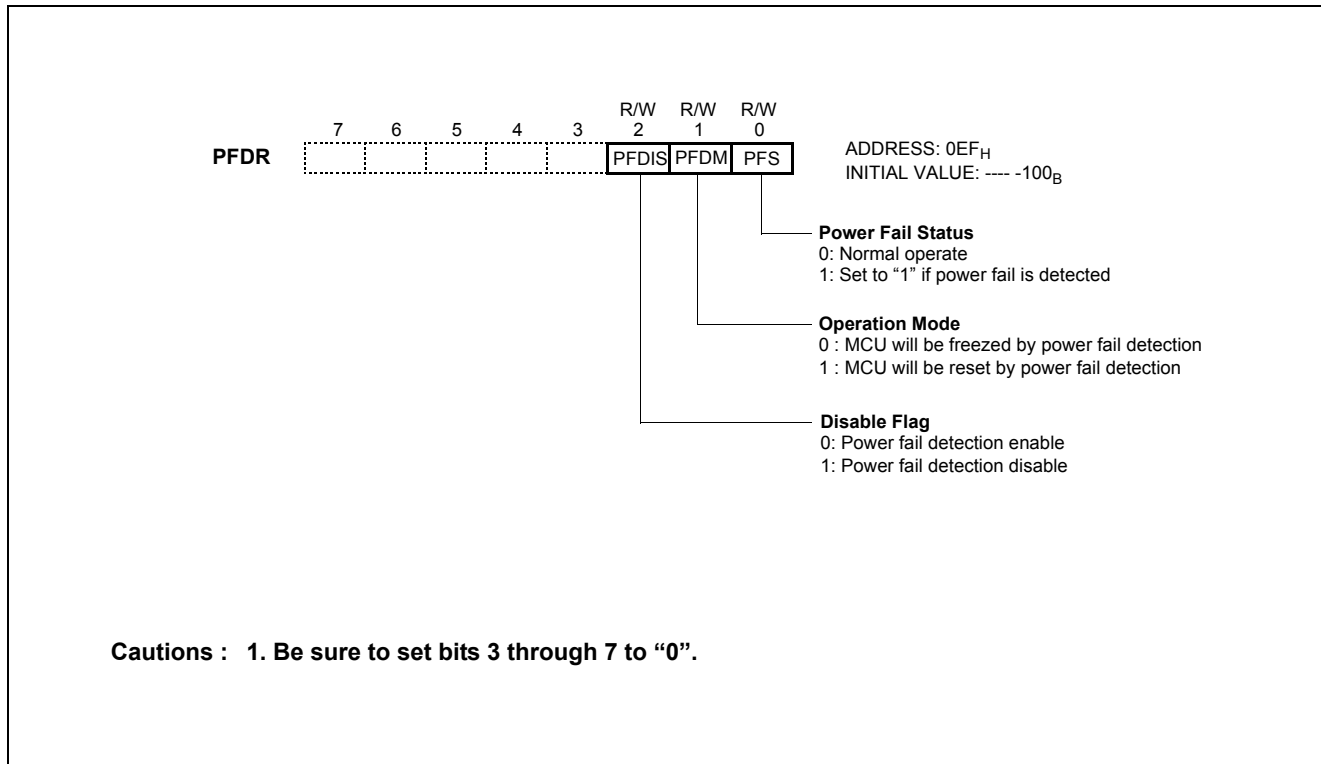 R/W R/W R/W
7 6 5 4 3 2 1 0
PFDR PFDIS PFDM PFS
ADDRESS: 0EFH
INITIAL VALUE: ---- -100B
Power Fail Status
0: Normal operate
1: Set to “1” if power fail is detected
Operation Mode
0 : MCU will be freezed by power fail detection
1 : MCU will be reset by power fail detection
Disable Flag
0: Power fail detection enable
1: Power fail detection disable
Cautions : 1. Be sure to set bits 3 through 7 to “0”.